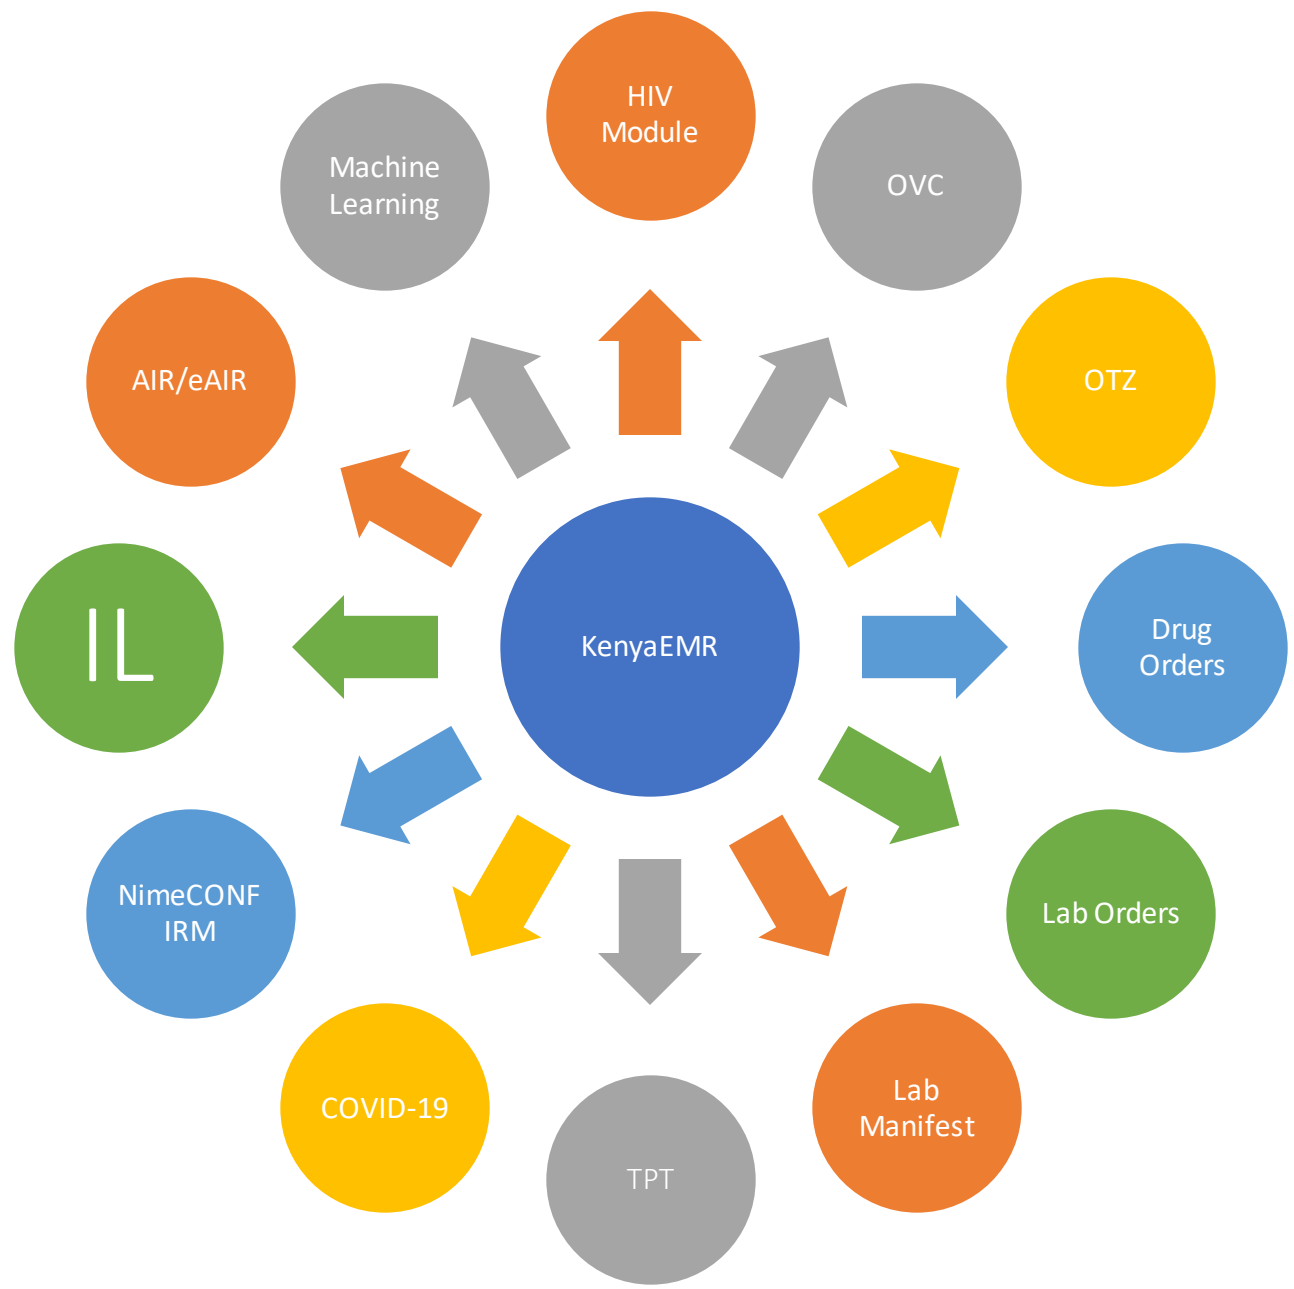 HIV
Module
OVC
OTZ
Drug
Orders
Lab Orders
Lab
Manifest
TPT
COVID-19
NimeCONF
IRM
IL
AIR/eAIR
Machine
Learning
KenyaEMR